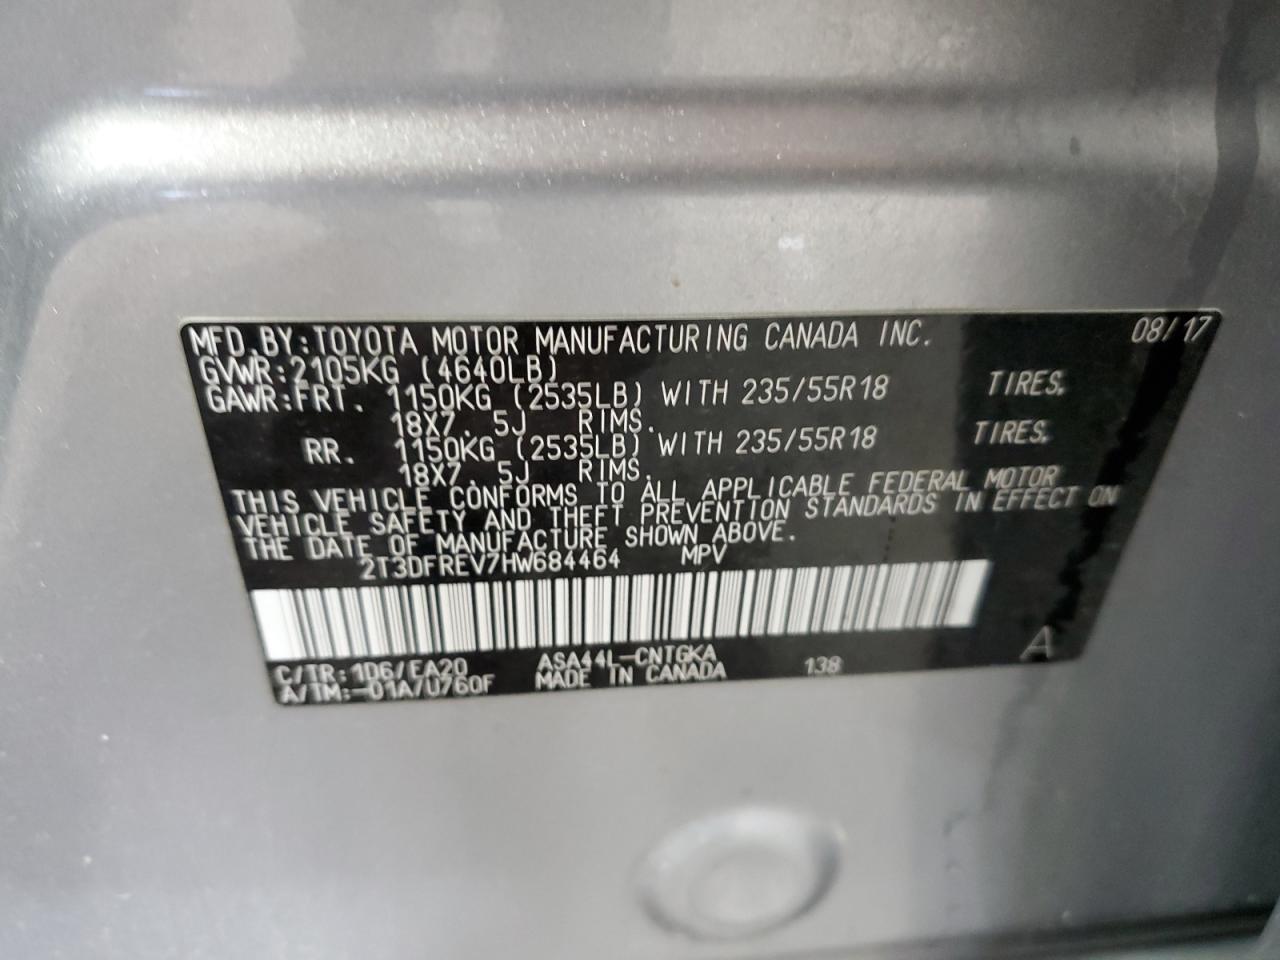 MFD.BY:TOYOTA MOTOR MANUFACTURING CANADA INC. 08/17
GVWR:2105KG (4640LB)
GAWR:FRT. 1150KG (2535LB) WITH 235/55R18 TIRES.
18X7.5J RIMS.
RR. 1150KG (2535LB) WITH 235/55R18 TIRES.
18X7.5J RIMS.
THIS VEHICLE CONFORMS TO ALL APPLICABLE FEDERAL MOTOR
VEHICLE SAFETY AND THEFT PREVENTION STANDARDS IN EFFECT ON
THE DATE OF MANUFACTURE SHOWN ABOVE.
2T3DFREV7HW684464 MPV
C/TR:1D6/EA20 ASA44L-CNTGKA 138 A
A/TM:-01A/U760F MADE IN CANADA